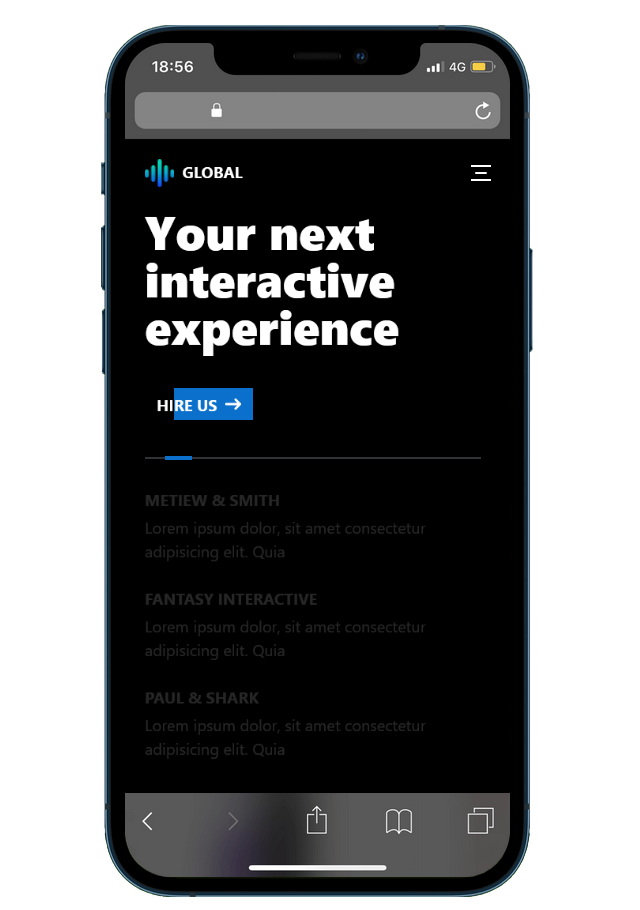 18:56
4G
GLOBAL
Your next
interactive
experience
HIRE US
METIEW & SMITH
Lorem ipsum dolor, sit amet consectetur
adipisicing elit. Quia
FANTASY INTERACTIVE
Lorem ipsum dolor, sit amet consectetur
adipisicing elit. Quia
PAUL & SHARK
Lorem ipsum dolor, sit amet consectetur
adipisicing elit. Quia